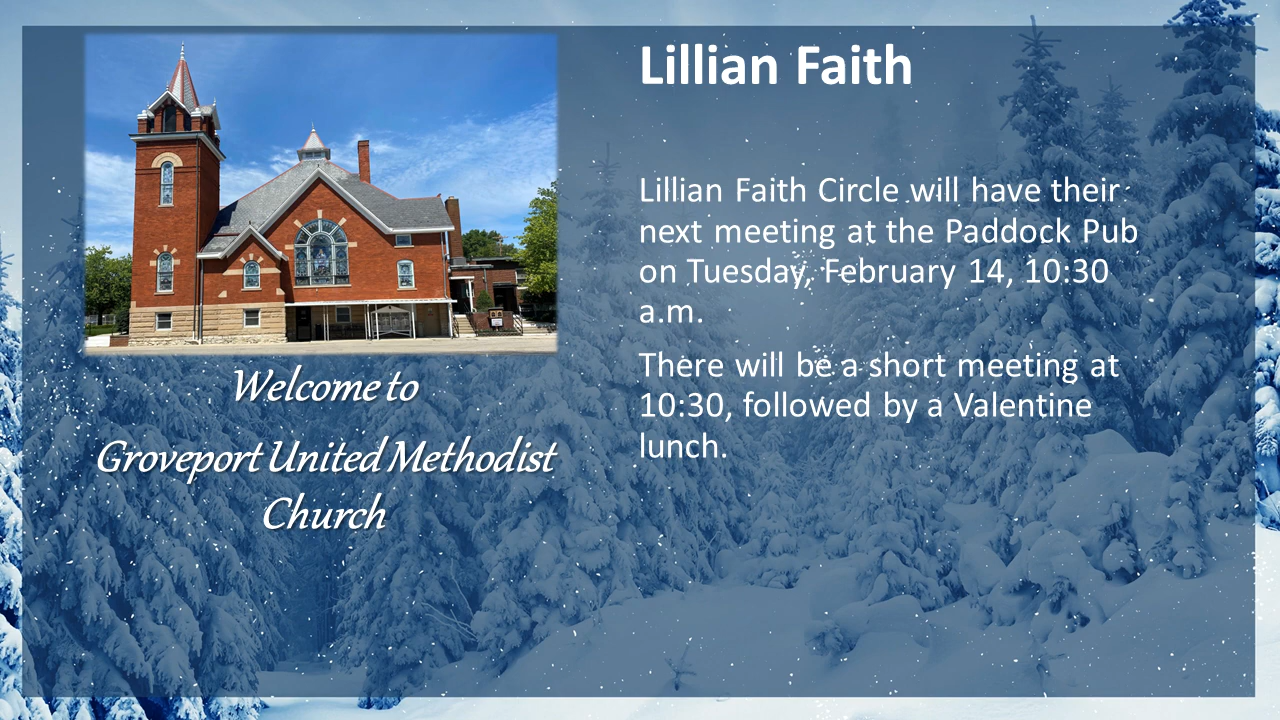 Welcome to
Groveport United Methodist
Church
Lillian Faith
Lillian Faith Circle will have their
next meeting at the Paddock Pub
on Tuesday, February 14, 10:30
a.m.
There will be a short meeting at
10:30, followed by a Valentine
lunch.